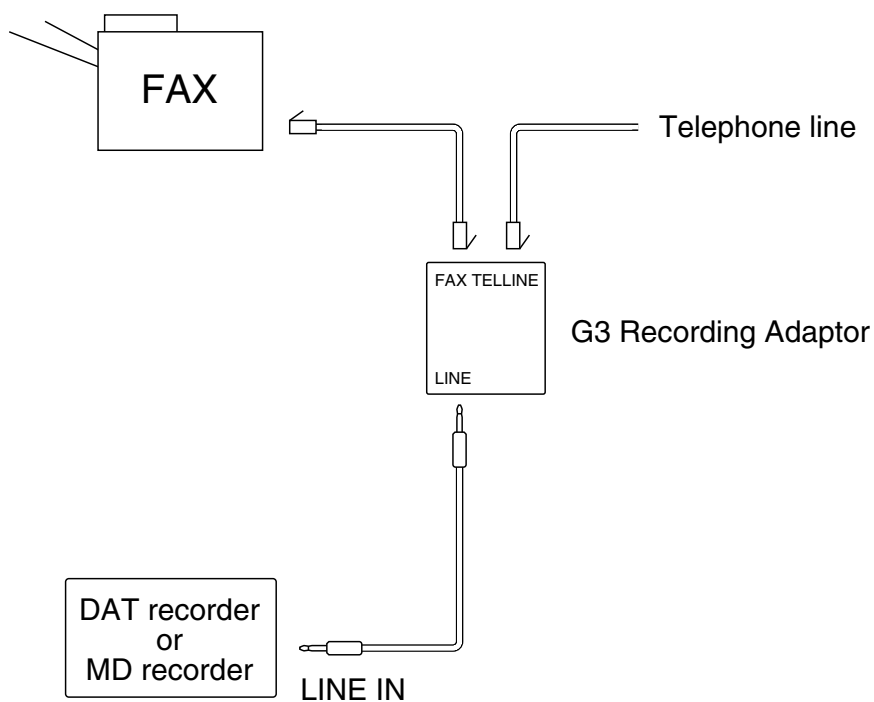 FAX
Telephone line
FAX TELLINE
G3 Recording Adaptor
LINE
DAT recorder
or
MD recorder
LINE IN